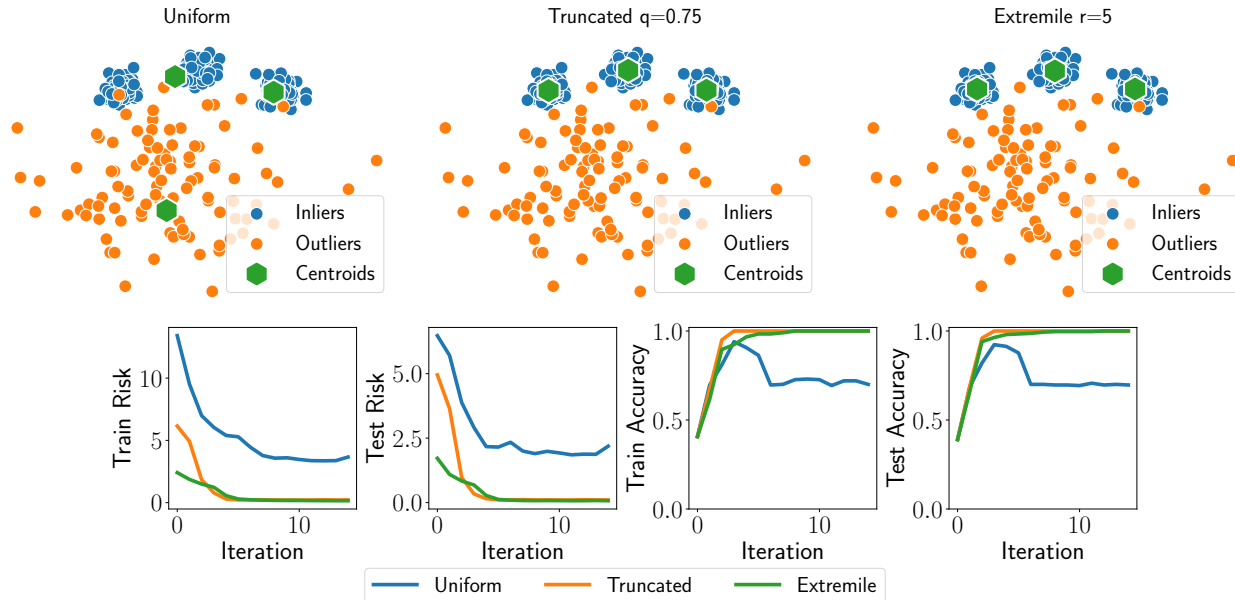 Uniform
Truncated q=0.75
Extremile r=5
Inliers
Outliers
Centroids
Inliers
Outliers
Centroids
Inliers
Outliers
Centroids
Train Risk
10
5
0
0 10
Iteration
Test Risk
5.0
2.5
0.0
0 10
Iteration
Train Accuracy
1.0
0.5
0.0
0 10
Iteration
Test Accuracy
1.0
0.5
0.0
0 10
Iteration
Uniform Truncated Extremile